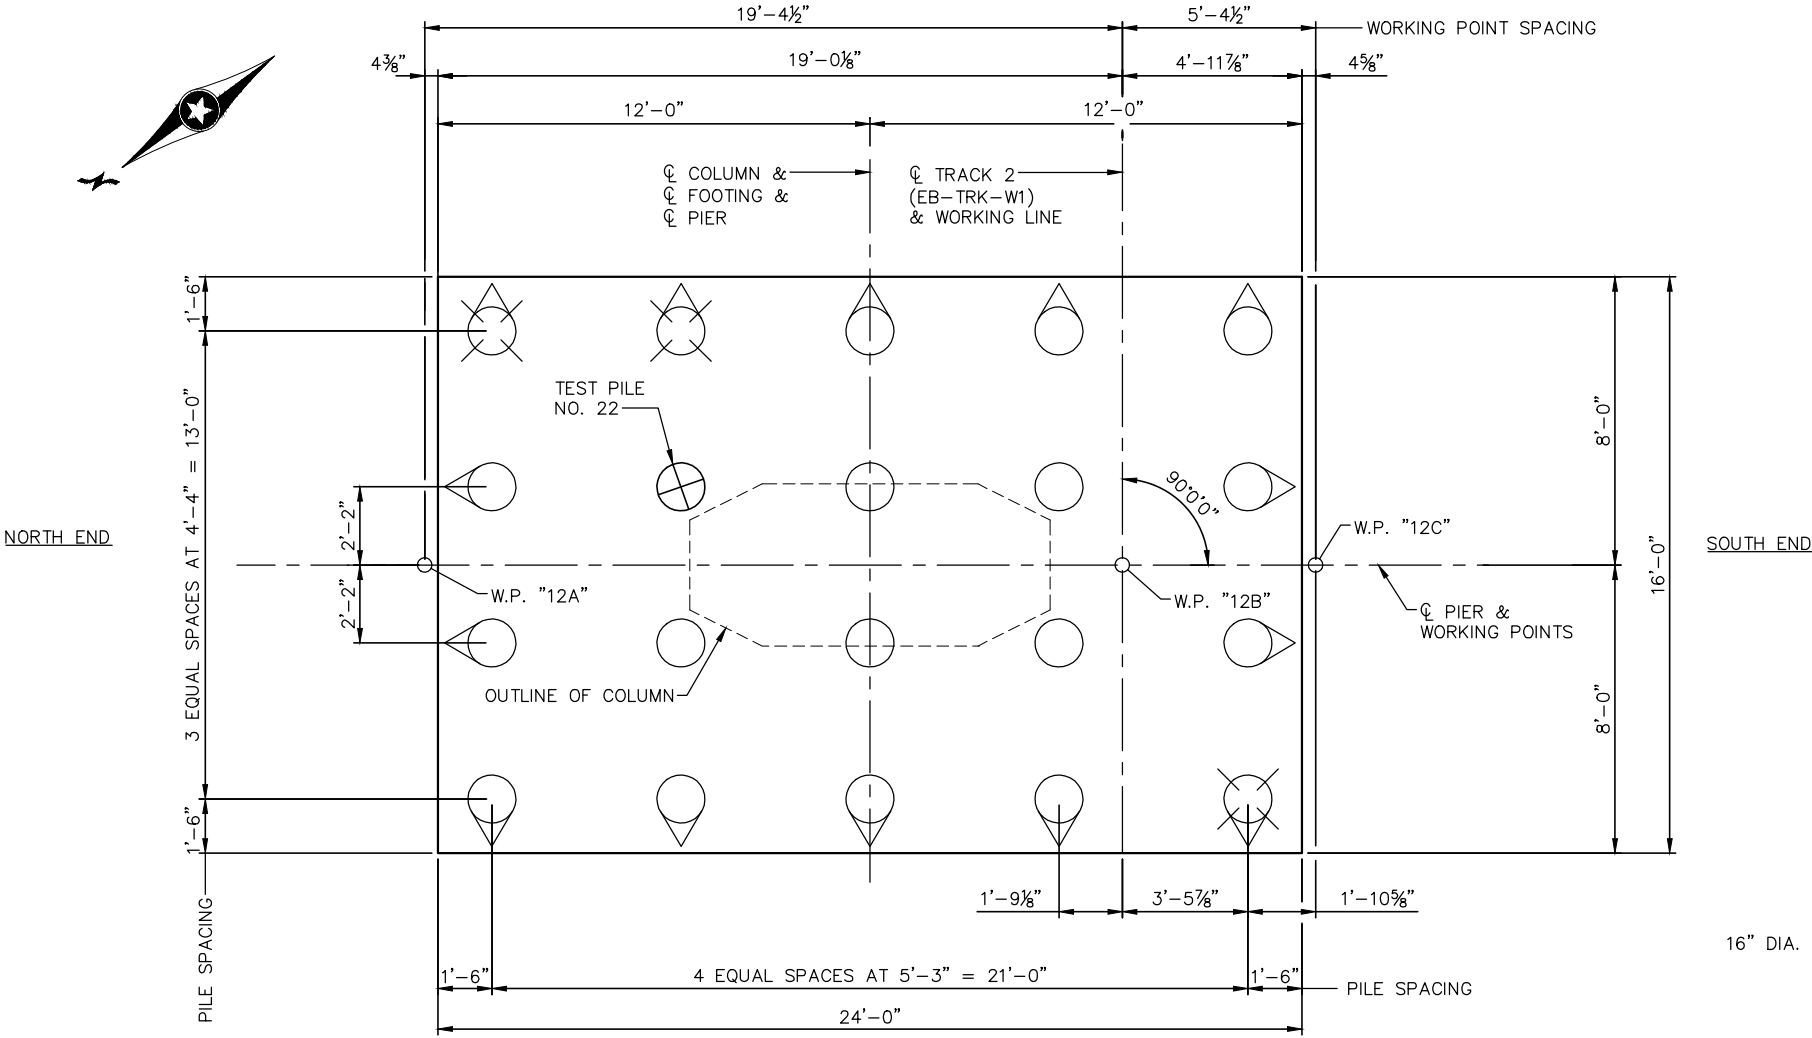 19'-4½"
5'-4½"
WORKING POINT SPACING
4⅜"
19'-0⅛"
4'-11⅞"
4⅝"
12'-0"
12'-0"
℄ COLUMN &
℄ FOOTING &
℄ PIER
℄ TRACK 2
(EB-TRK-W1)
& WORKING LINE
N
1'-6"
3 EQUAL SPACES AT 4'-4" = 13'-0"
1'-6"
PILE SPACING
2'-2"
2'-2"
TEST PILE
NO. 22
90°0'0"
8'-0"
8'-0"
16'-0"
NORTH END
SOUTH END
W.P. "12A"
W.P. "12B"
W.P. "12C"
℄ PIER &
WORKING POINTS
OUTLINE OF COLUMN
1'-9⅛"
3'-5⅞"
1'-10⅝"
16" DIA.
1'-6"
4 EQUAL SPACES AT 5'-3" = 21'-0"
1'-6"
PILE SPACING
24'-0"